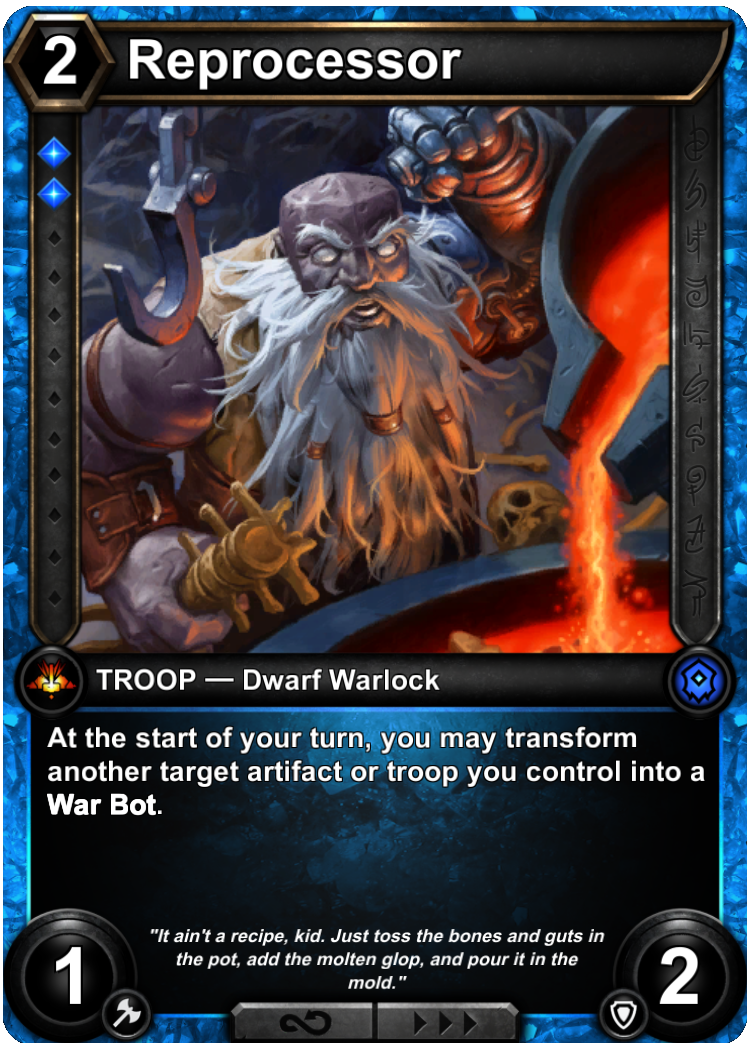 2
Reprocessor
TROOP — Dwarf Warlock
At the start of your turn, you may transform
another target artifact or troop you control into a
War Bot.
"It ain't a recipe, kid. Just toss the bones and guts in
the pot, add the molten glop, and pour it in the
mold."
1
2